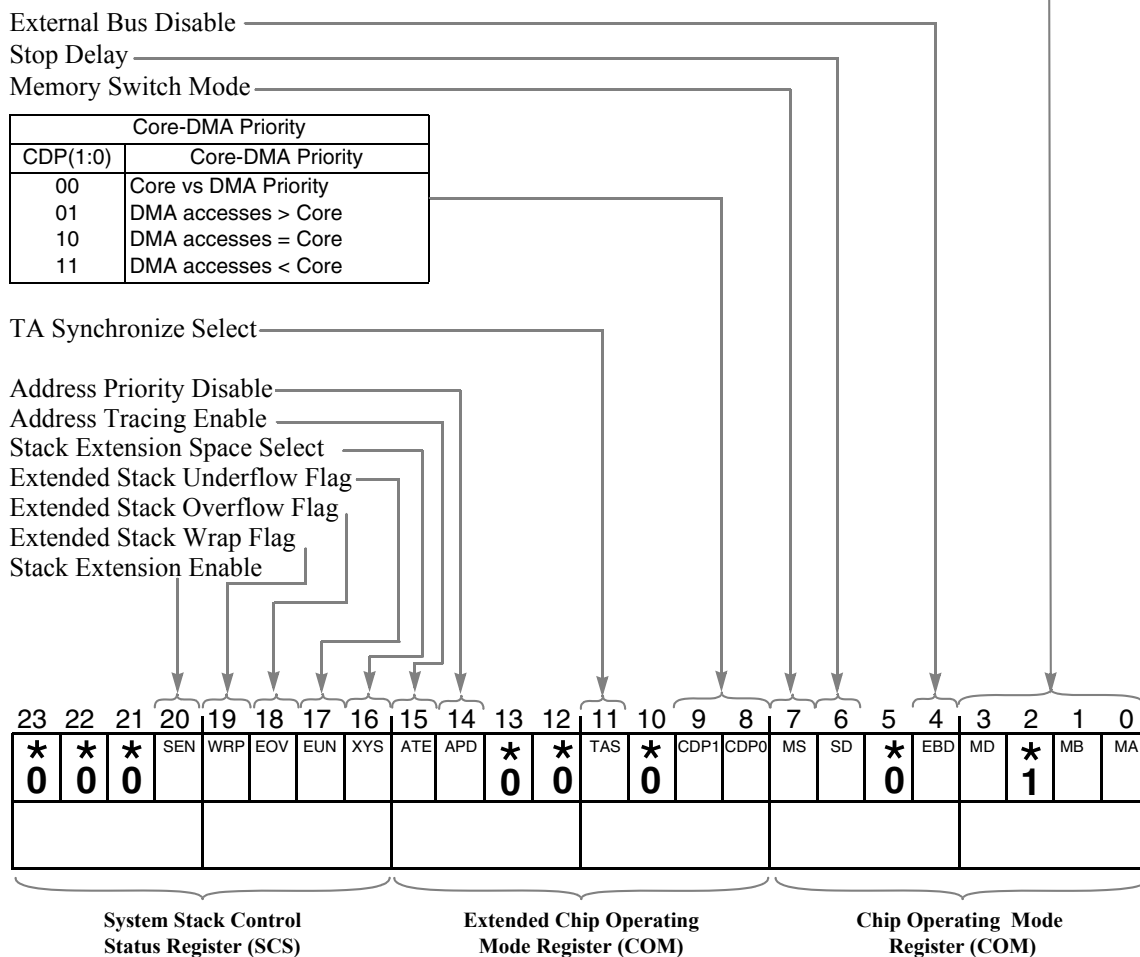 External Bus Disable
Stop Delay
Memory Switch Mode
Core-DMA Priority
CDP(1:0) Core-DMA Priority
00 Core vs DMA Priority
01 DMA accesses > Core
10 DMA accesses = Core
11 DMA accesses < Core
TA Synchronize Select
Address Priority Disable
Address Tracing Enable
Stack Extension Space Select
Extended Stack Underflow Flag
Extended Stack Overflow Flag
Extended Stack Wrap Flag
Stack Extension Enable
23 22 21 20 19 18 17 16 15 14 13 12 11 10 9 8 7 6 5 4 3 2 1 0
* * * SEN WRP EOV EUN XYS ATE APD * * TAS * CDP1 CDP0 MS SD * EBD MD * MB MA
0 0 0 0 0 0 0 1
System Stack Control
Status Register (SCS)
Extended Chip Operating
Mode Register (COM)
Chip Operating Mode
Register (COM)